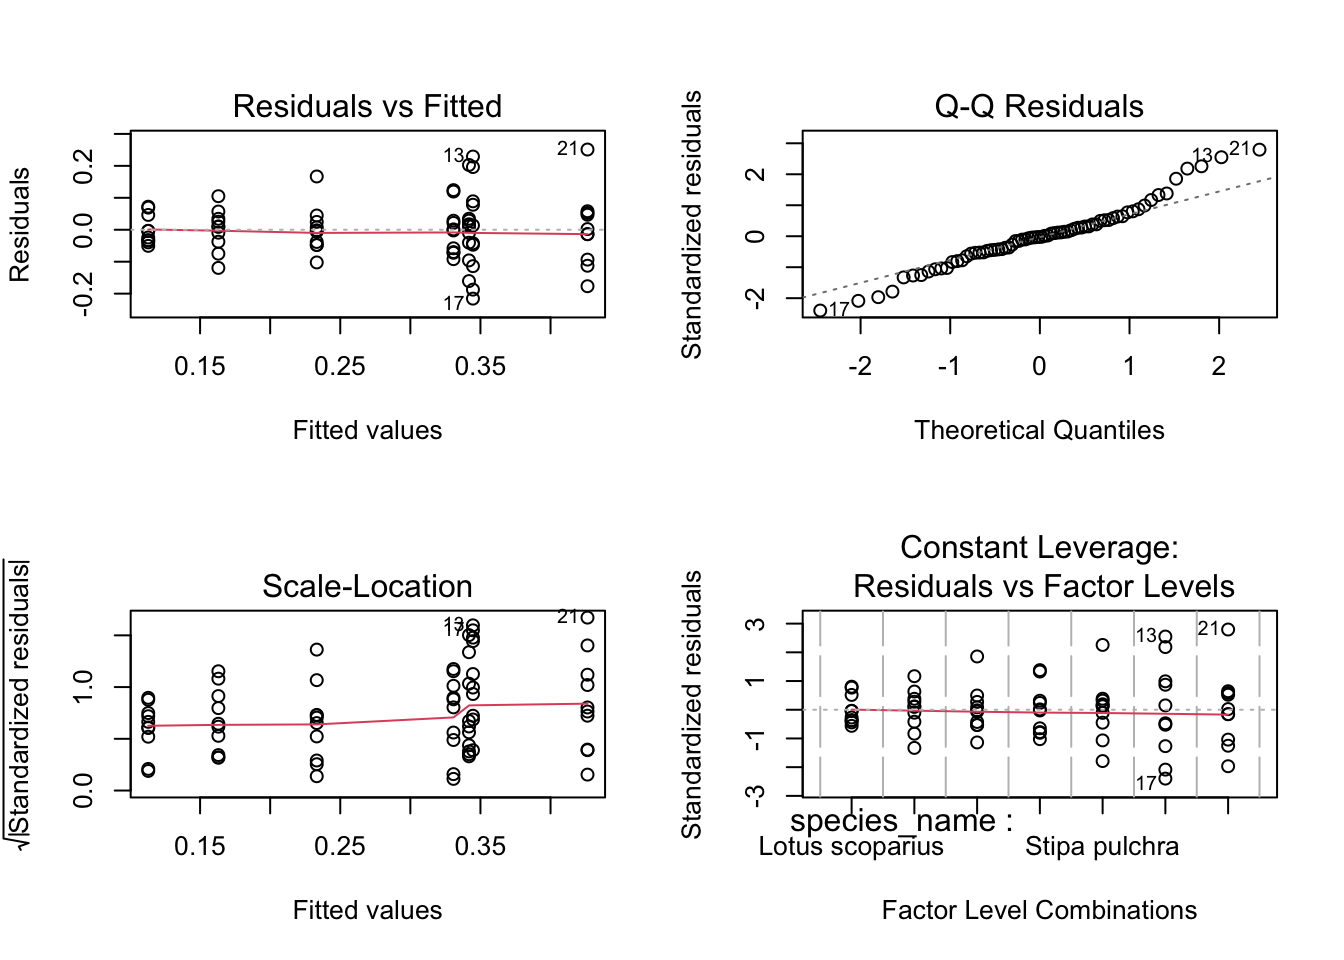 Residuals vs Fitted
Residuals
-0.2 0.0 0.2
13
21
17
0.15 0.25 0.35
Fitted values
Q-Q Residuals
Standardized residuals
-2 0 2
13 21
17
-2 -1 0 1 2
Theoretical Quantiles
Scale-Location
√|Standardized residuals|
0.0 1.0
13
17
21
0.15 0.25 0.35
Fitted values
Constant Leverage:
Residuals vs Factor Levels
Standardized residuals
-3 -1 1 3
13
21
17
species_name :
Lotus scoparius Stipa pulchra
Factor Level Combinations